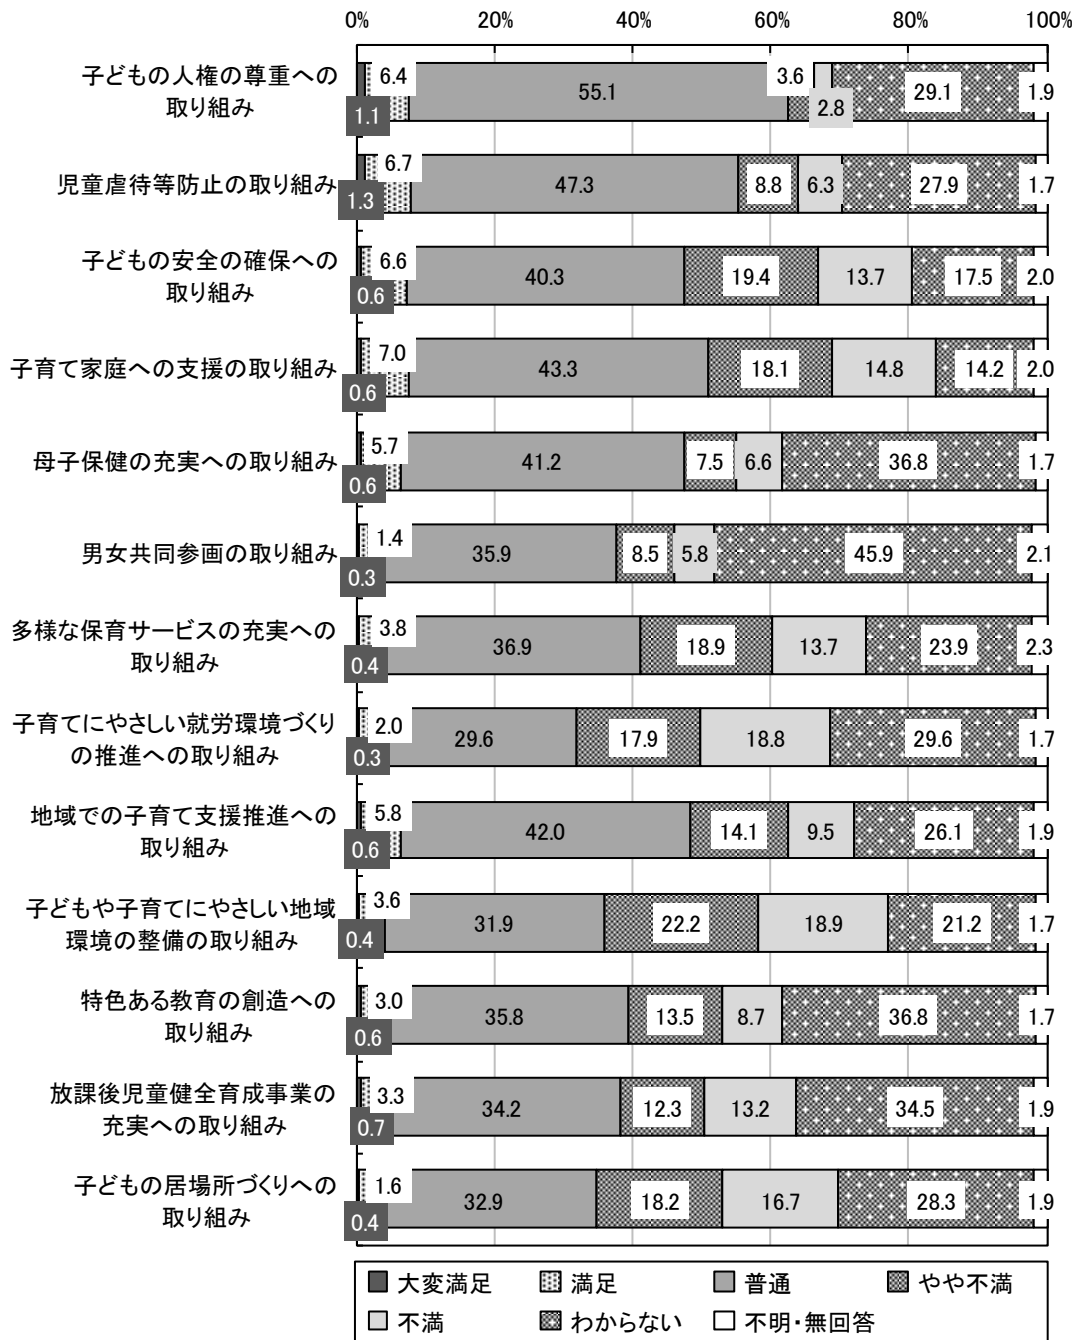 0% 20% 40% 60% 80% 100%
子どもの人権の尊重への
取り組み
1.1 6.4 55.1 3.6 2.8 29.1 1.9
児童虐待等防止の取り組み
1.3 6.7 47.3 8.8 6.3 27.9 1.7
子どもの安全の確保への
取り組み
0.6 6.6 40.3 19.4 13.7 17.5 2.0
子育て家庭への支援の取り組み
0.6 7.0 43.3 18.1 14.8 14.2 2.0
母子保健の充実への取り組み
0.6 5.7 41.2 7.5 6.6 36.8 1.7
男女共同参画の取り組み
0.3 1.4 35.9 8.5 5.8 45.9 2.1
多様な保育サービスの充実への
取り組み
0.4 3.8 36.9 18.9 13.7 23.9 2.3
子育てにやさしい就労環境づくり
の推進への取り組み
0.3 2.0 29.6 17.9 18.8 29.6 1.7
地域での子育て支援推進への
取り組み
0.6 5.8 42.0 14.1 9.5 26.1 1.9
子どもや子育てにやさしい地域
環境の整備の取り組み
0.4 3.6 31.9 22.2 18.9 21.2 1.7
特色ある教育の創造への
取り組み
0.6 3.0 35.8 13.5 8.7 36.8 1.7
放課後児童健全育成事業の
充実への取り組み
0.7 3.3 34.2 12.3 13.2 34.5 1.9
子どもの居場所づくりへの
取り組み
0.4 1.6 32.9 18.2 16.7 28.3 1.9
大変満足 満足 普通 やや不満
不満 わからない 不明・無回答